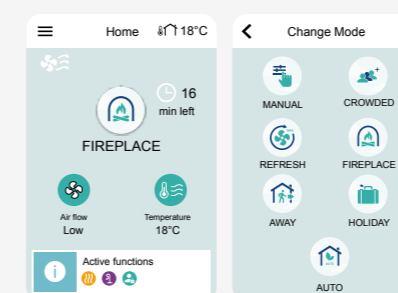 Home 18°C
16
min left
FIREPLACE
Air flow
Low
Temperature
18°C
Active functions
Change Mode
MANUAL
CROWDED
REFRESH
FIREPLACE
AWAY
HOLIDAY
AUTO